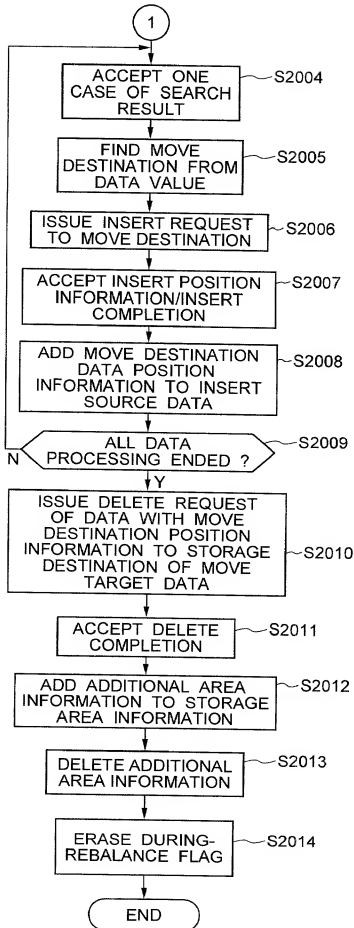 1
ACCEPT ONE
CASE OF SEARCH
RESULT
S2004
FIND MOVE
DESTINATION FROM
DATA VALUE
S2005
ISSUE INSERT REQUEST
TO MOVE DESTINATION
S2006
ACCEPT INSERT POSITION
INFORMATION/INSERT
COMPLETION
S2007
ADD MOVE DESTINATION
DATA POSITION
INFORMATION TO INSERT
SOURCE DATA
S2008
ALL DATA
PROCESSING ENDED ?
S2009
N
Y
ISSUE DELETE REQUEST
OF DATA WITH MOVE
DESTINATION POSITION
INFORMATION TO STORAGE
DESTINATION OF MOVE
TARGET DATA
S2010
ACCEPT DELETE
COMPLETION
S2011
ADD ADDITIONAL AREA
INFORMATION TO STORAGE
AREA INFORMATION
S2012
DELETE ADDITIONAL
AREA INFORMATION
S2013
ERASE DURING-
REBALANCE FLAG
S2014
END